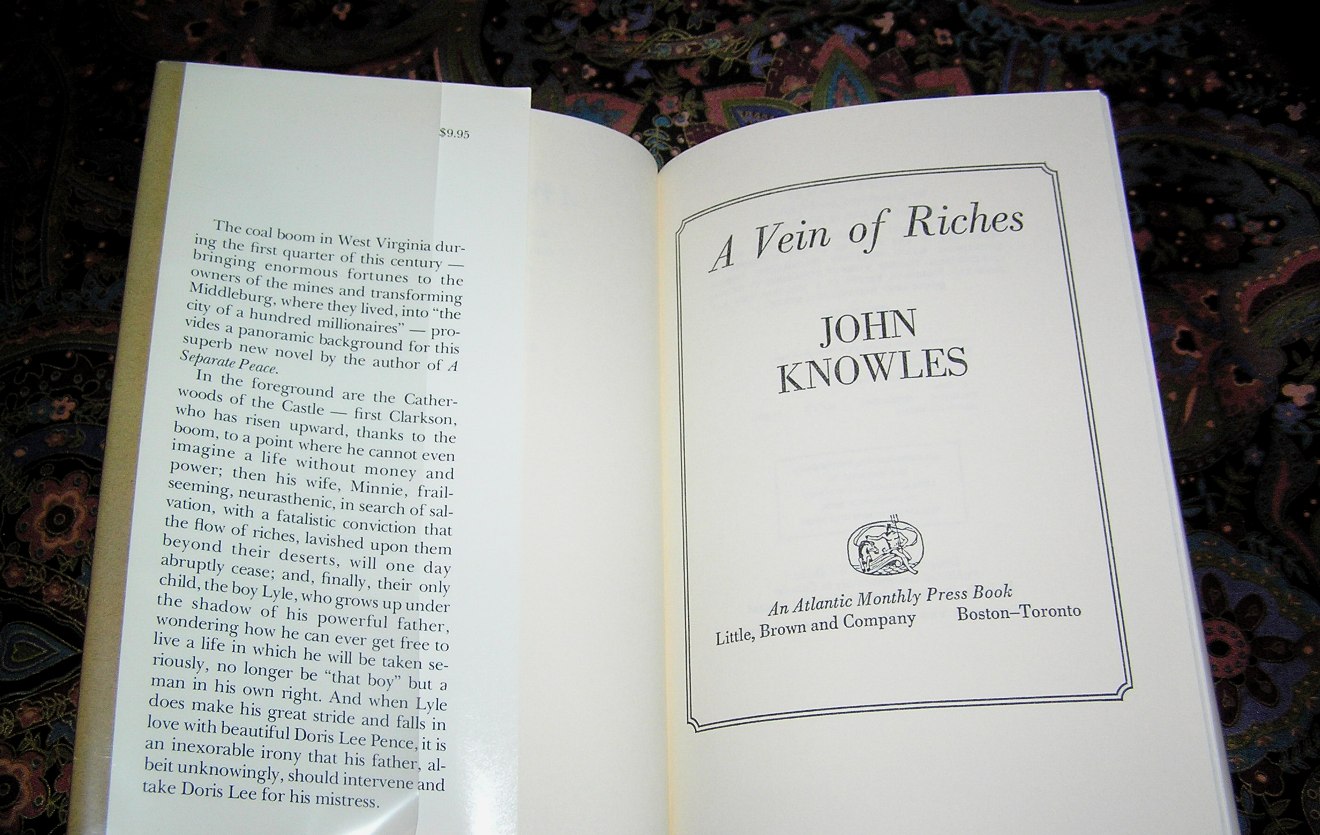 $9.95
The coal boom in West Virginia dur-
ing the first quarter of this century —
bringing enormous fortunes to the
owners of the mines and transforming
Middleburg, where they lived, into “the
city of a hundred millionaires” — pro-
vides a panoramic background for this
superb new novel by the author of A
Separate Peace.
In the foreground are the Cather-
woods of the Castle — first Clarkson,
who has risen upward, thanks to the
boom, to a point where he cannot even
imagine a life without money and
power; then his wife, Minnie, frail-
seeming, neurasthenic, in search of sal-
vation, with a fatalistic conviction that
the flow of riches, lavished upon them
beyond their deserts, will one day
abruptly cease; and, finally, their only
child, the boy Lyle, who grows up under
the shadow of his powerful father,
wondering how he can ever get free to
live a life in which he will be taken se-
riously, no longer be “that boy” but a
man in his own right. And when Lyle
does make his great stride and falls in
love with beautiful Doris Lee Pence, it is
an inexorable irony that his father, al-
beit unknowingly, should intervene and
take Doris Lee for his mistress.
A Vein of Riches
JOHN
KNOWLES
An Atlantic Monthly Press Book
Little, Brown and Company Boston–Toronto